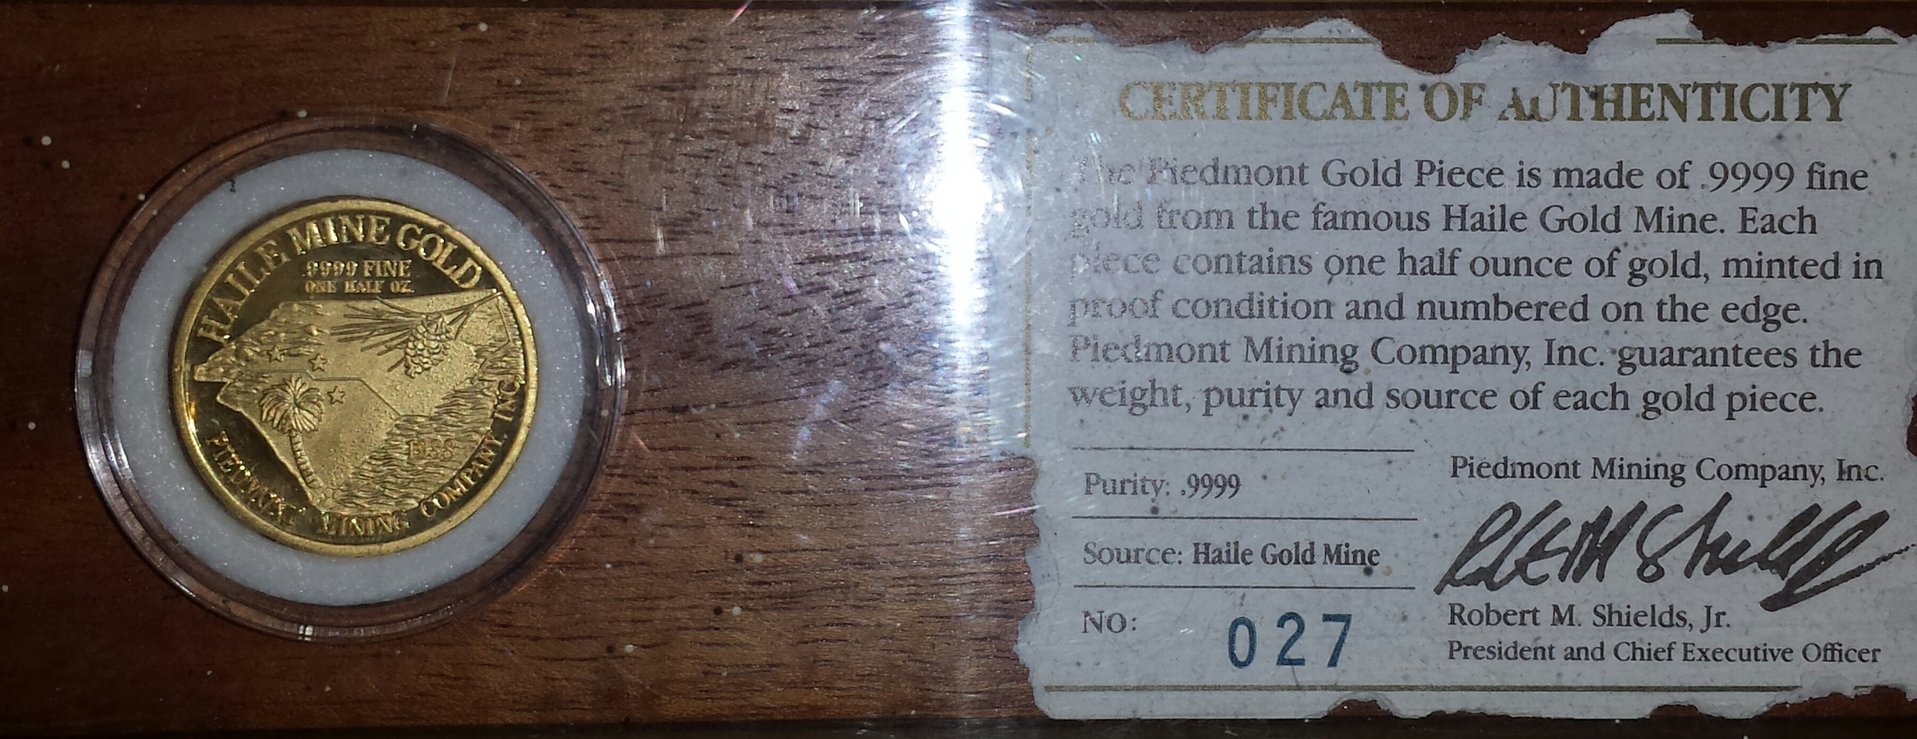 HAILE MINE GOLD
.9999 FINE
ONE HALF OZ.
PIEDMONT MINING COMPANY, INC.
CERTIFICATE OF AUTHENTICITY
The Piedmont Gold Piece is made of .9999 fine
gold from the famous Haile Gold Mine. Each
piece contains one half ounce of gold, minted in
proof condition and numbered on the edge.
Piedmont Mining Company, Inc. guarantees the
weight, purity and source of each gold piece.
Purity: .9999
Source: Haile Gold Mine
No: 027
Piedmont Mining Company, Inc.
Robert M. Shields, Jr.
President and Chief Executive Officer